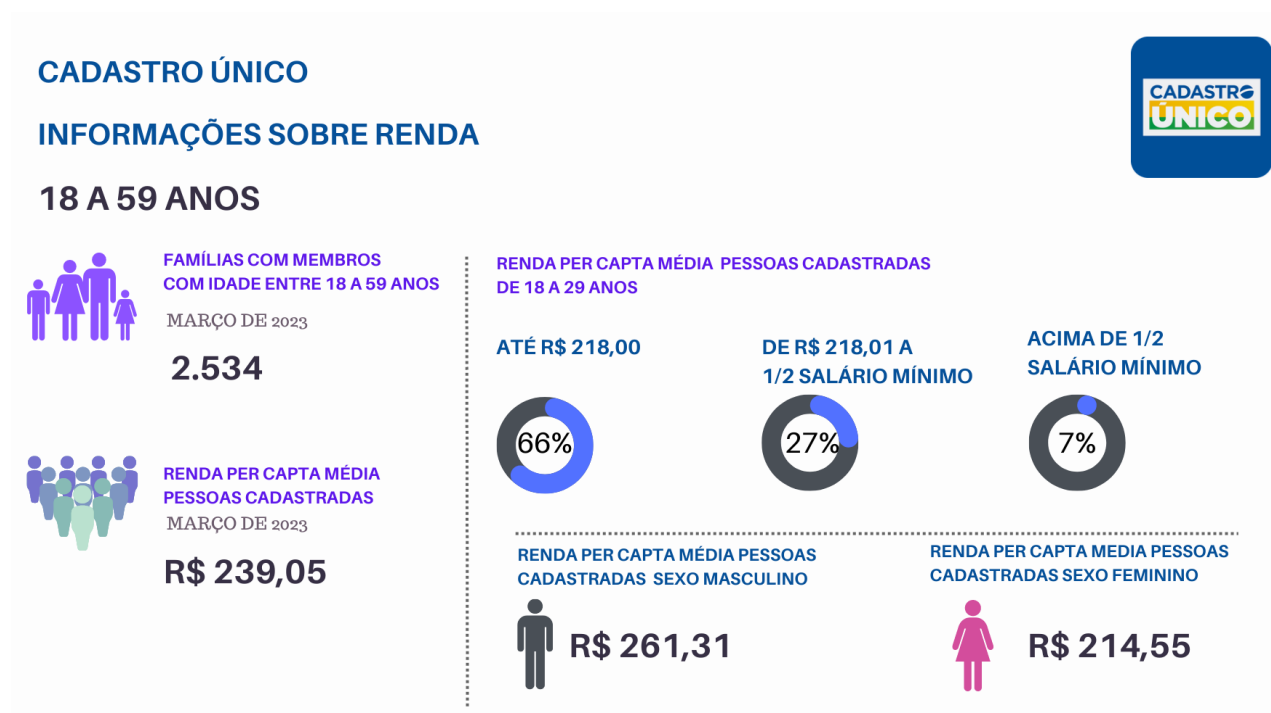 CADASTRO ÚNICO
INFORMAÇÕES SOBRE RENDA
18 A 59 ANOS
CADASTRO
ÚNICO
FAMÍLIAS COM MEMBROS
COM IDADE ENTRE 18 A 59 ANOS
MARÇO DE 2023
2.534
RENDA PER CAPTA MÉDIA
PESSOAS CADASTRADAS
MARÇO DE 2023
R$ 239,05
RENDA PER CAPTA MÉDIA PESSOAS CADASTRADAS
DE 18 A 29 ANOS
ATÉ R$ 218,00
66%
DE R$ 218,01 A
1/2 SALÁRIO MÍNIMO
27%
ACIMA DE 1/2
SALÁRIO MÍNIMO
7%
RENDA PER CAPTA MÉDIA PESSOAS
CADASTRADAS SEXO MASCULINO
R$ 261,31
RENDA PER CAPTA MEDIA PESSOAS
CADASTRADAS SEXO FEMININO
R$ 214,55